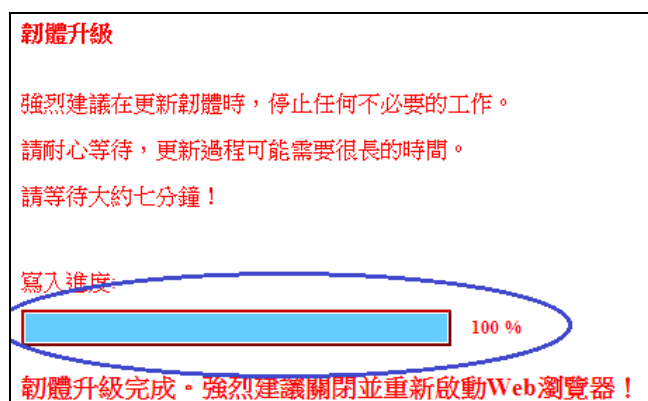 韌體升級
強烈建議在更新韌體時，停止任何不必要的工作。
請耐心等待，更新過程可能需要很長的時間。
請等待大約七分鐘！
寫入進度:
100 %
韌體升級完成。強烈建議關閉並重新啟動Web瀏覽器！